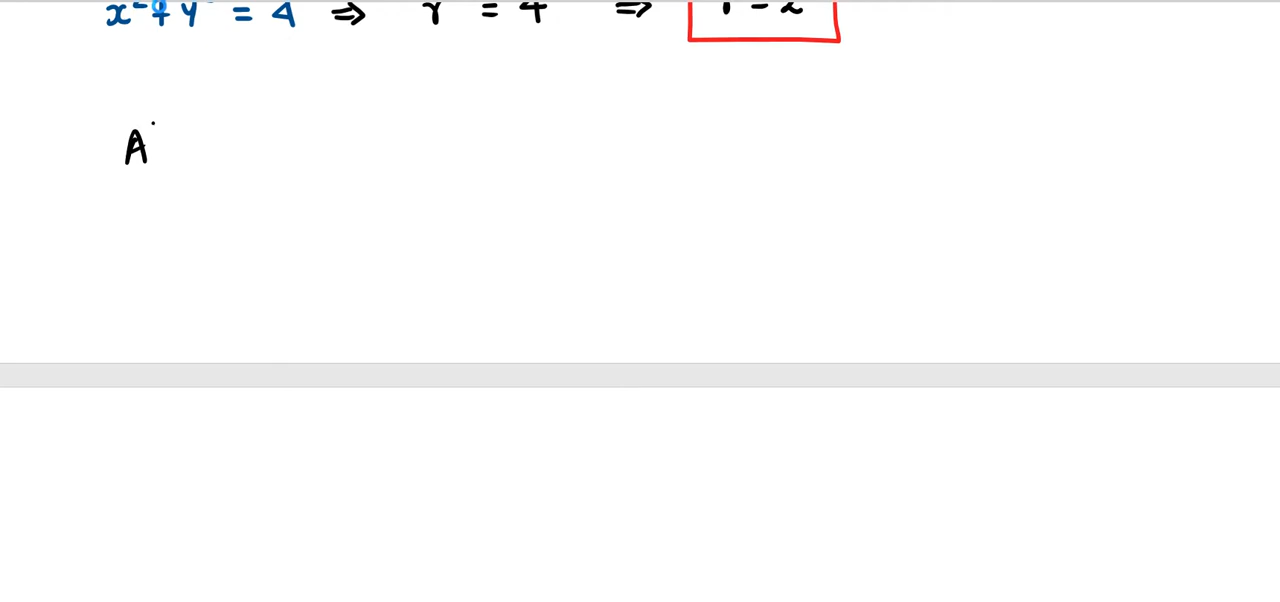 x² + y² = 4 ⇒ r² = 4 ⇒ r = 2
A